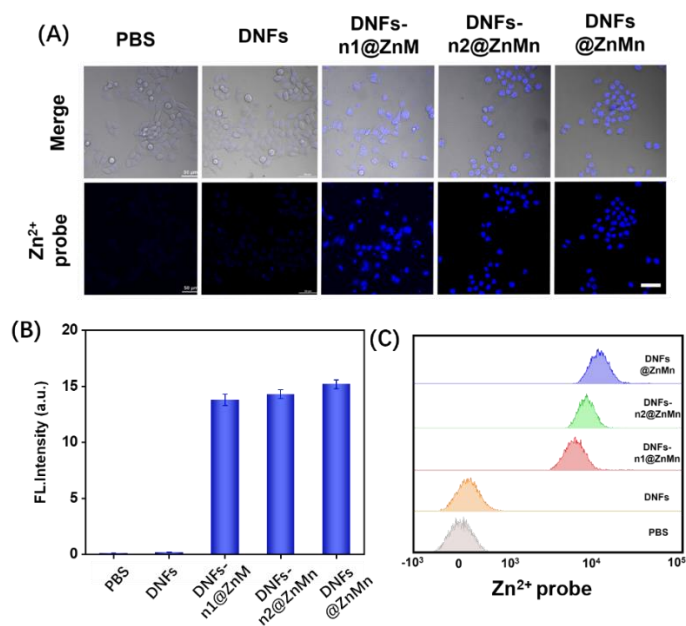 (A)
PBS
DNFs
DNFs-
n1@ZnM
DNFs-
n2@ZnMn
DNFs
@ZnMn
Merge
Zn²⁺
probe
50 μm
(B)
FL.Intensity (a.u.)
20
15
10
5
0
PBS
DNFs
DNFs-
n1@ZnM
DNFs-
n2@ZnMn
DNFs
@ZnMn
(C)
DNFs
@ZnMn
DNFs-
n2@ZnMn
DNFs-
n1@ZnMn
DNFs
PBS
-10³
0
10³
10⁴
10⁵
Zn²⁺ probe